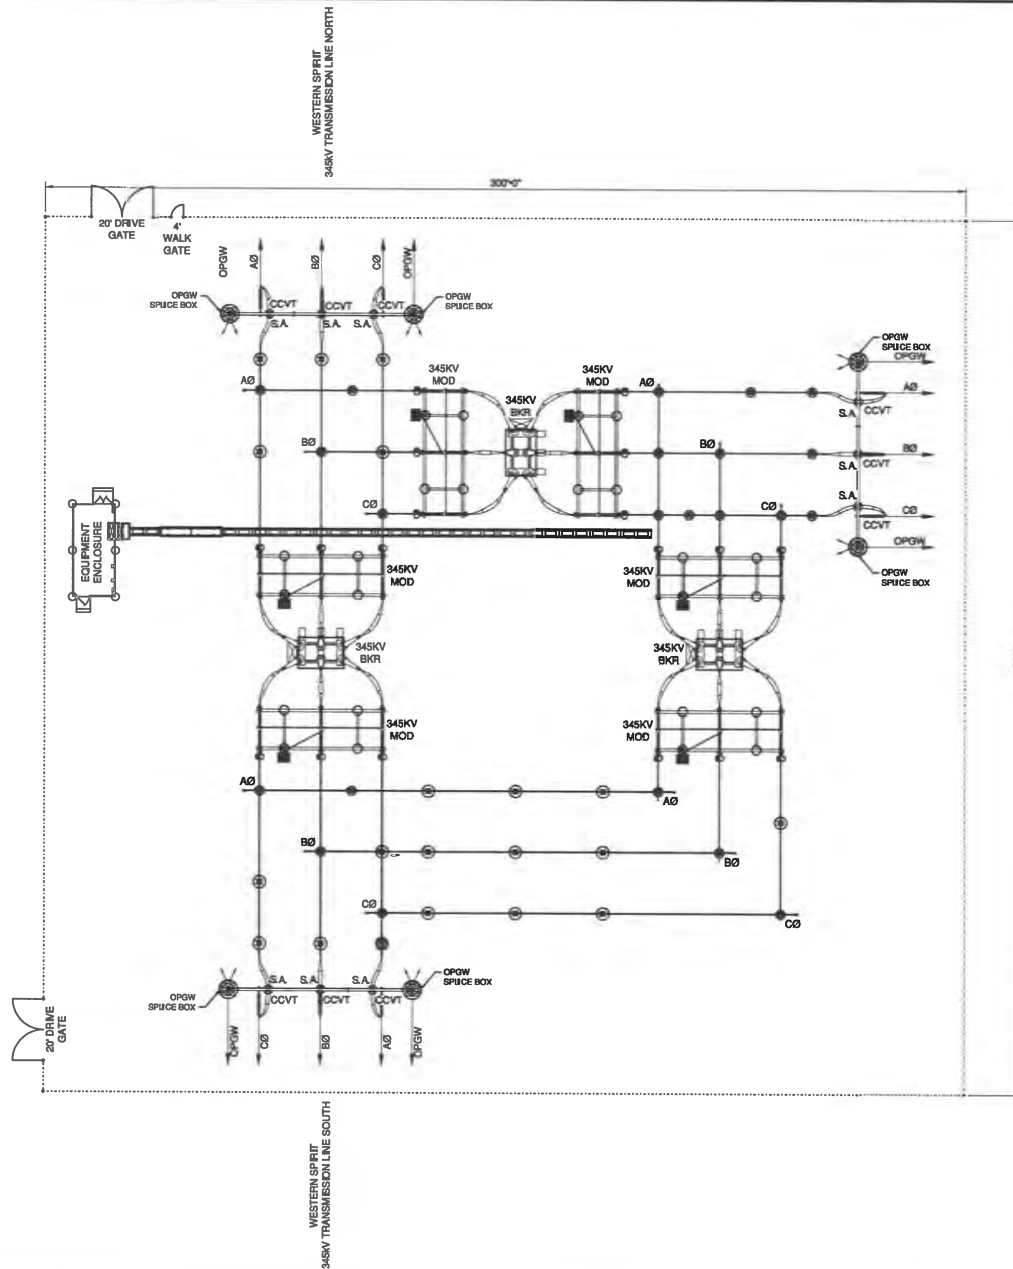 WESTERN SPIRIT
345kV TRANSMISSION LINE NORTH
300'-0"
20' DRIVE
GATE
4'
WALK
GATE
OPGW
AØ
BØ
CØ
OPGW
OPGW
SPLICE BOX
CCVT
CCVT
CCVT
OPGW
SPLICE BOX
S.A.
S.A.
S.A.
OPGW
SPLICE BOX
OPGW
345KV
MOD
345KV
MOD
AØ
AØ
AØ
345KV
BKR
S.A.
CCVT
BØ
BØ
BØ
S.A.
CCVT
S.A.
CØ
CØ
CØ
CCVT
OPGW
EQUIPMENT
ENCLOSURE
OPGW
SPLICE BOX
345KV
MOD
345KV
MOD
345KV
BKR
345KV
BKR
345KV
MOD
345KV
MOD
AØ
AØ
BØ
BØ
CØ
CØ
S.A.
S.A.
S.A.
OPGW
SPLICE BOX
OPGW
SPLICE BOX
CCVT
CCVT
CCVT
20' DRIVE
GATE
OPGW
CØ
BØ
AØ
OPGW
WESTERN SPIRIT
345kV TRANSMISSION LINE SOUTH